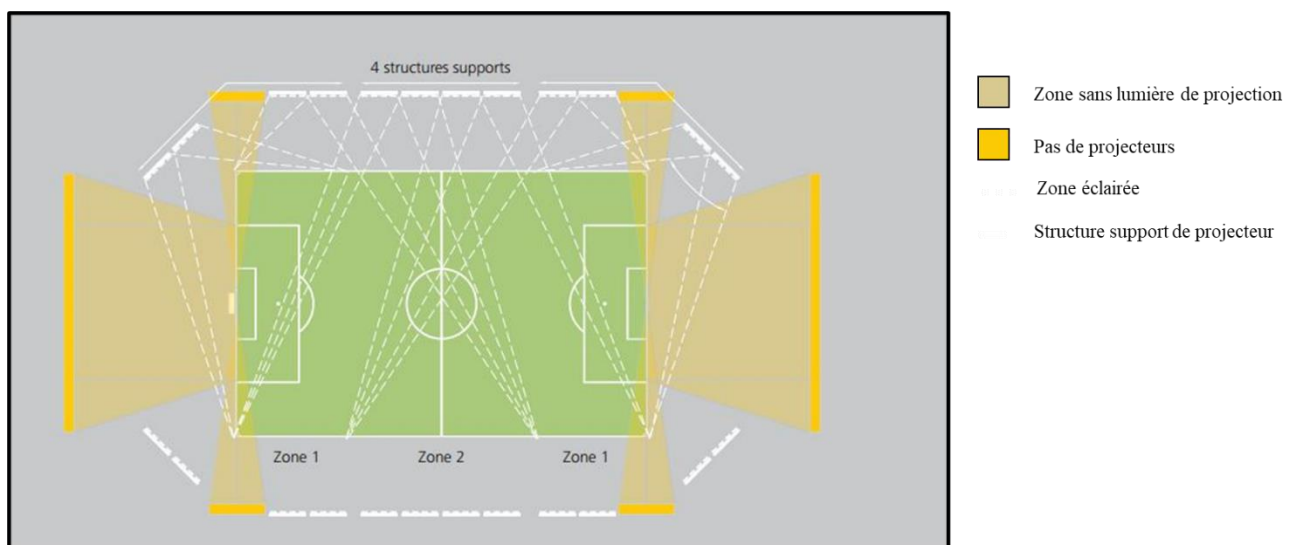 4 structures supports
Zone sans lumière de projection
Pas de projecteurs
Zone éclairée
Structure support de projecteur
Zone 1
Zone 2
Zone 1